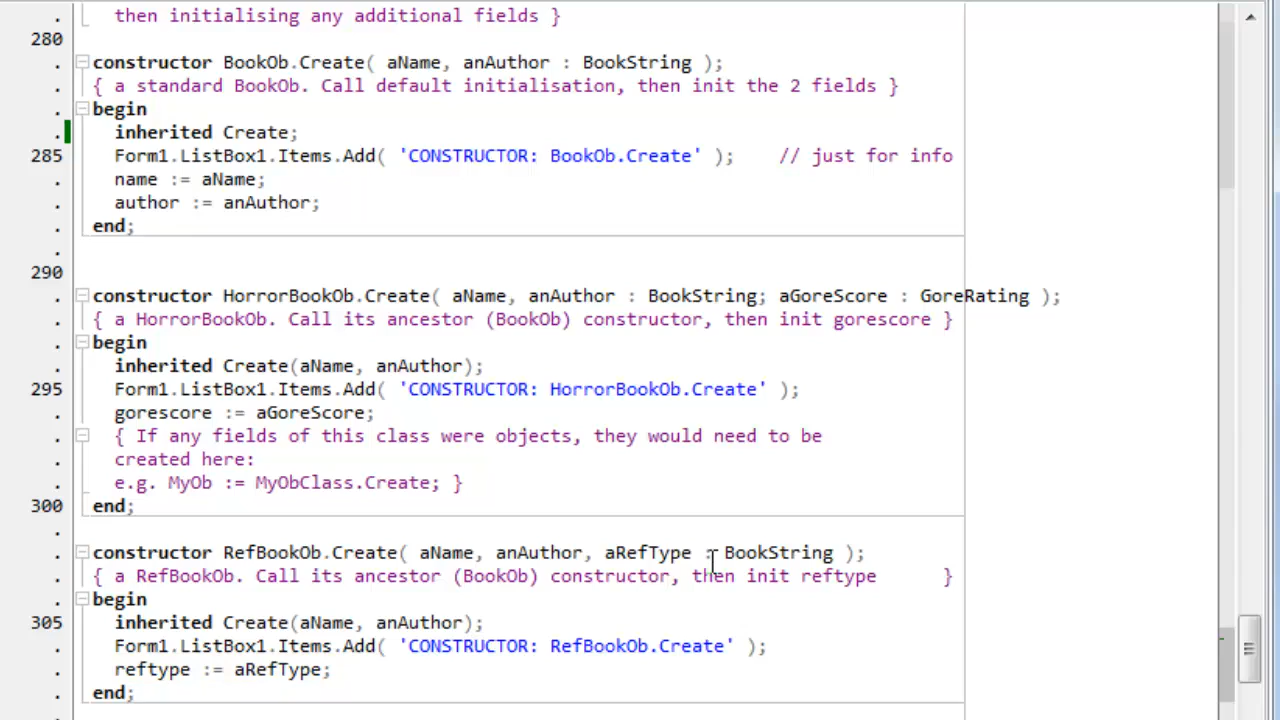 then initialising any additional fields }
280
constructor BookOb.Create( aName, anAuthor : BookString );
{ a standard BookOb. Call default initialisation, then init the 2 fields }
begin
inherited Create;
285 Form1.ListBox1.Items.Add( 'CONSTRUCTOR: BookOb.Create' ); // just for info
name := aName;
author := anAuthor;
end;
290
constructor HorrorBookOb.Create( aName, anAuthor : BookString; aGoreScore : GoreRating );
{ a HorrorBookOb. Call its ancestor (BookOb) constructor, then init gorescore }
begin
inherited Create(aName, anAuthor);
295 Form1.ListBox1.Items.Add( 'CONSTRUCTOR: HorrorBookOb.Create' );
gorescore := aGoreScore;
{ If any fields of this class were objects, they would need to be
created here:
e.g. MyOb := MyObClass.Create; }
300 end;
constructor RefBookOb.Create( aName, anAuthor, aRefType : BookString );
{ a RefBookOb. Call its ancestor (BookOb) constructor, then init reftype }
begin
305 inherited Create(aName, anAuthor);
Form1.ListBox1.Items.Add( 'CONSTRUCTOR: RefBookOb.Create' );
reftype := aRefType;
end;